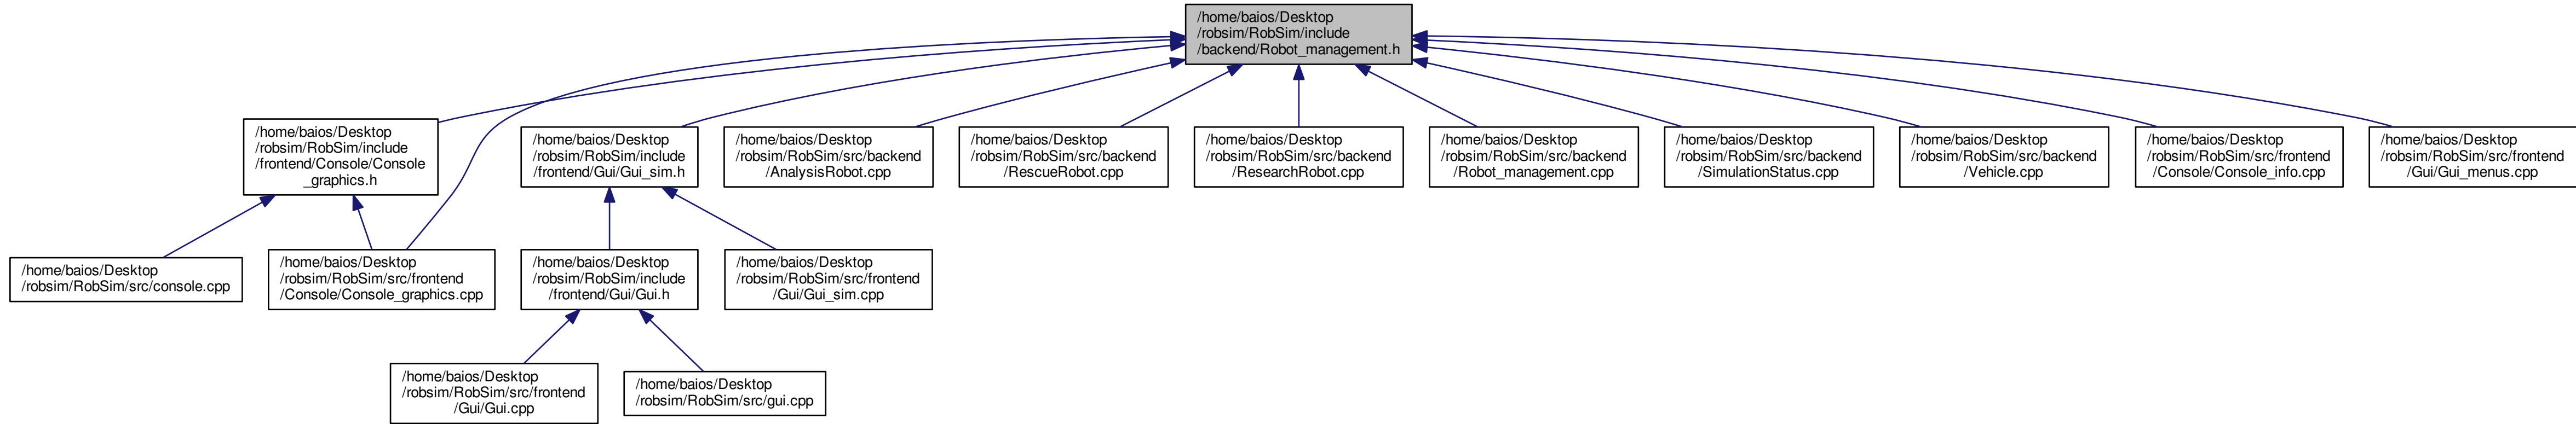 /home/baios/Desktop
/robsim/RobSim/include
/backend/Robot_management.h
/home/baios/Desktop
/robsim/RobSim/include
/frontend/Console/Console
_graphics.h
/home/baios/Desktop
/robsim/RobSim/include
/frontend/Gui/Gui_sim.h
/home/baios/Desktop
/robsim/RobSim/src/backend
/AnalysisRobot.cpp
/home/baios/Desktop
/robsim/RobSim/src/backend
/RescueRobot.cpp
/home/baios/Desktop
/robsim/RobSim/src/backend
/ResearchRobot.cpp
/home/baios/Desktop
/robsim/RobSim/src/backend
/Robot_management.cpp
/home/baios/Desktop
/robsim/RobSim/src/backend
/SimulationStatus.cpp
/home/baios/Desktop
/robsim/RobSim/src/backend
/Vehicle.cpp
/home/baios/Desktop
/robsim/RobSim/src/frontend
/Console/Console_info.cpp
/home/baios/Desktop
/robsim/RobSim/src/frontend
/Gui/Gui_menus.cpp
/home/baios/Desktop
/robsim/RobSim/src/console.cpp
/home/baios/Desktop
/robsim/RobSim/src/frontend
/Console/Console_graphics.cpp
/home/baios/Desktop
/robsim/RobSim/include
/frontend/Gui/Gui.h
/home/baios/Desktop
/robsim/RobSim/src/frontend
/Gui/Gui_sim.cpp
/home/baios/Desktop
/robsim/RobSim/src/frontend
/Gui/Gui.cpp
/home/baios/Desktop
/robsim/RobSim/src/gui.cpp